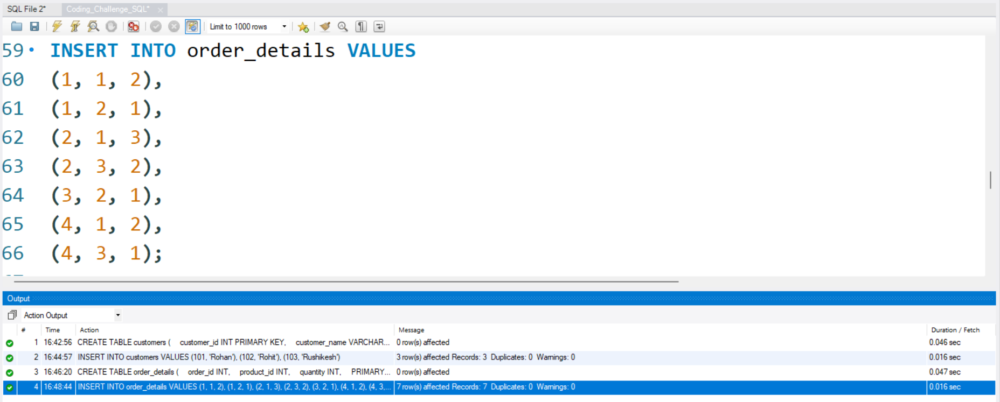 SQL File 2* Coding_Challenge_SQL* ×
Limit to 1000 rows
59 INSERT INTO order_details VALUES
60 (1, 1, 2),
61 (1, 2, 1),
62 (2, 1, 3),
63 (2, 3, 2),
64 (3, 2, 1),
65 (4, 1, 2),
66 (4, 3, 1);
Output
Action Output
# Time Action Message Duration / Fetch
1 16:42:56 CREATE TABLE customers ( customer_id INT PRIMARY KEY, customer_name VARCHAR... 0 row(s) affected 0.046 sec
2 16:44:57 INSERT INTO customers VALUES (101, 'Rohan'), (102, 'Rohit'), (103, 'Rushikesh') 3 row(s) affected Records: 3 Duplicates: 0 Warnings: 0 0.016 sec
3 16:46:20 CREATE TABLE order_details ( order_id INT, product_id INT, quantity INT, PRIMARY... 0 row(s) affected 0.047 sec
4 16:48:44 INSERT INTO order_details VALUES (1, 1, 2), (1, 2, 1), (2, 1, 3), (2, 3, 2), (3, 2, 1), (4, 1, 2), (4, 3,... 7 row(s) affected Records: 7 Duplicates: 0 Warnings: 0 0.016 sec